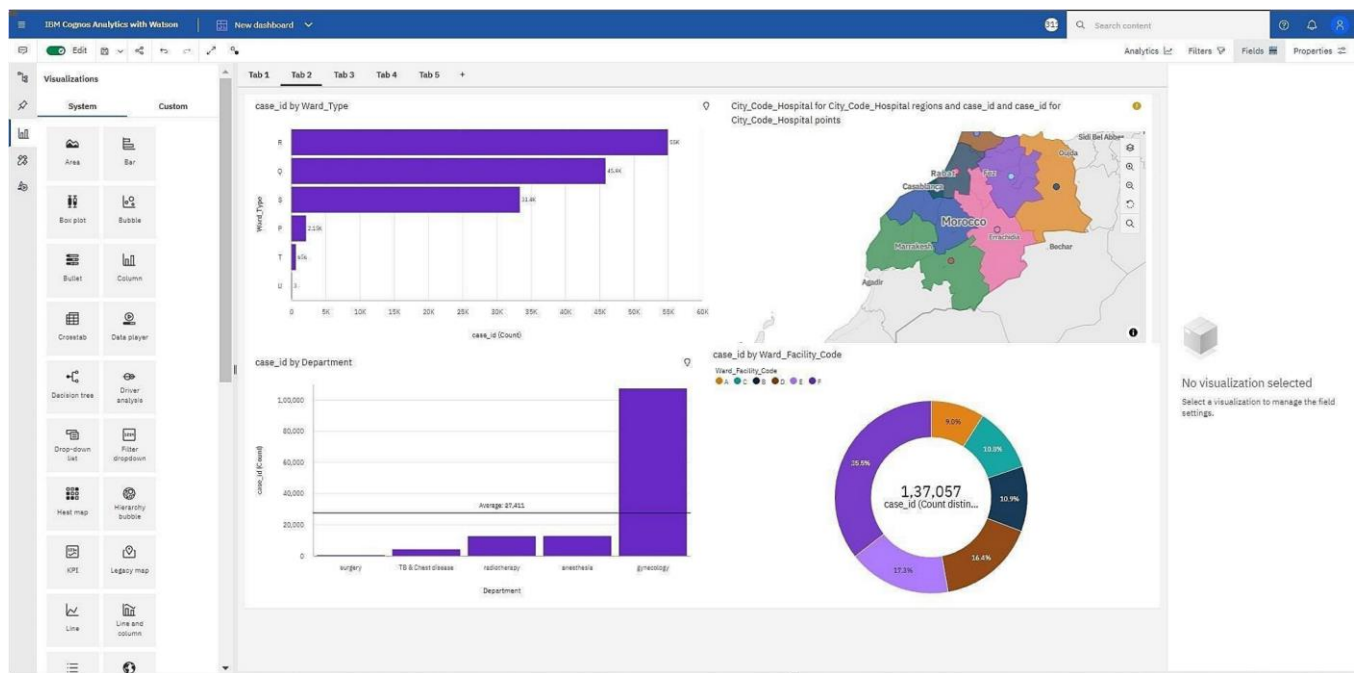 IBM Cognos Analytics with Watson
New dashboard
Search content
Edit
Analytics
Filters
Fields
Properties
Visualizations
System
Custom
Area
Bar
Box plot
Bubble
Bullet
Column
Crosstab
Data player
Decision tree
Driver
analysis
Drop-down
list
Filter
dropdown
Heat map
Hierarchy
bubble
KPI
Legacy map
Line
Line and
column
Tab 1
Tab 2
Tab 3
Tab 4
Tab 5
+
case_id by Ward_Type
Ward_Type
R
55K
Q
45.8K
S
33.4K
P
2.13K
T
U
3
0
5K
10K
15K
20K
25K
30K
35K
40K
45K
50K
55K
60K
case_id (Count)
City_Code_Hospital for City_Code_Hospital regions and case_id and case_id for
City_Code_Hospital points
Sidi Bel Abbes
Oujda
Rabat
Fez
Casablanca
Morocco
Errachidia
Marrakesh
Bechar
Agadir
case_id by Department
case_id (Count)
1,00,000
80,000
60,000
40,000
20,000
0
Average: 27,411
surgery
TB & Chest disease
radiotherapy
anesthesia
gynecology
Department
case_id by Ward_Facility_Code
Ward_Facility_Code
A
C
B
D
E
F
9.0%
10.8%
10.9%
16.4%
17.3%
35.5%
1,37,057
case_id (Count distin...
No visualization selected
Select a visualization to manage the field
settings.